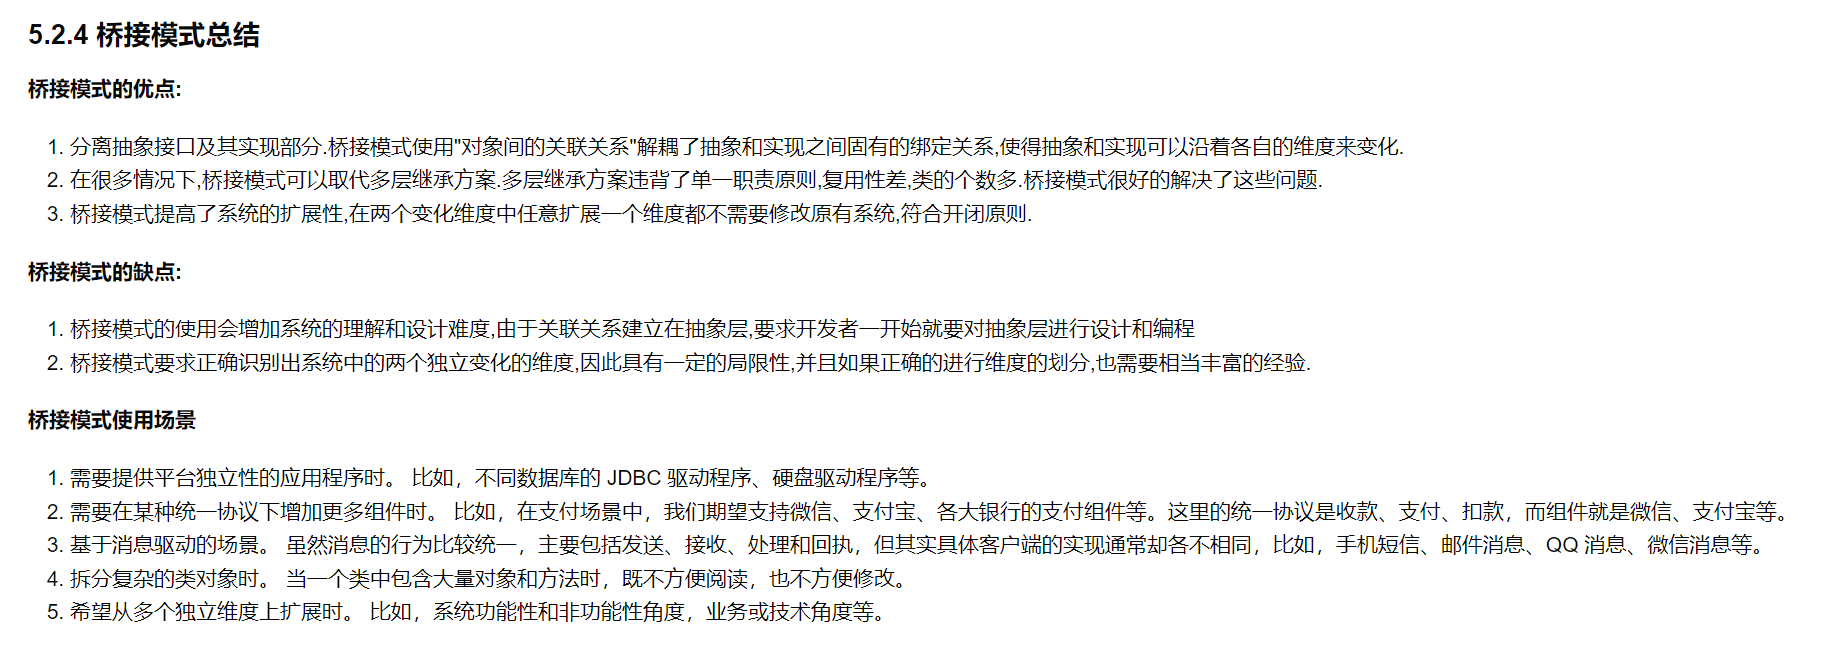 5.2.4 桥接模式总结
桥接模式的优点:
1. 分离抽象接口及其实现部分.桥接模式使用"对象间的关联关系"解耦了抽象和实现之间固有的绑定关系,使得抽象和实现可以沿着各自的维度来变化.
2. 在很多情况下,桥接模式可以取代多层继承方案.多层继承方案违背了单一职责原则,复用性差,类的个数多.桥接模式很好的解决了这些问题.
3. 桥接模式提高了系统的扩展性,在两个变化维度中任意扩展一个维度都不需要修改原有系统,符合开闭原则.
桥接模式的缺点:
1. 桥接模式的使用会增加系统的理解和设计难度,由于关联关系建立在抽象层,要求开发者一开始就要对抽象层进行设计和编程
2. 桥接模式要求正确识别出系统中的两个独立变化的维度,因此具有一定的局限性,并且如果正确的进行维度的划分,也需要相当丰富的经验.
桥接模式使用场景
1. 需要提供平台独立性的应用程序时。 比如，不同数据库的 JDBC 驱动程序、硬盘驱动程序等。
2. 需要在某种统一协议下增加更多组件时。 比如，在支付场景中，我们期望支持微信、支付宝、各大银行的支付组件等。这里的统一协议是收款、支付、扣款，而组件就是微信、支付宝等。
3. 基于消息驱动的场景。 虽然消息的行为比较统一，主要包括发送、接收、处理和回执，但其实具体客户端的实现通常却各不相同，比如，手机短信、邮件消息、QQ 消息、微信消息等。
4. 拆分复杂的类对象时。 当一个类中包含大量对象和方法时，既不方便阅读，也不方便修改。
5. 希望从多个独立维度上扩展时。 比如，系统功能性和非功能性角度，业务或技术角度等。